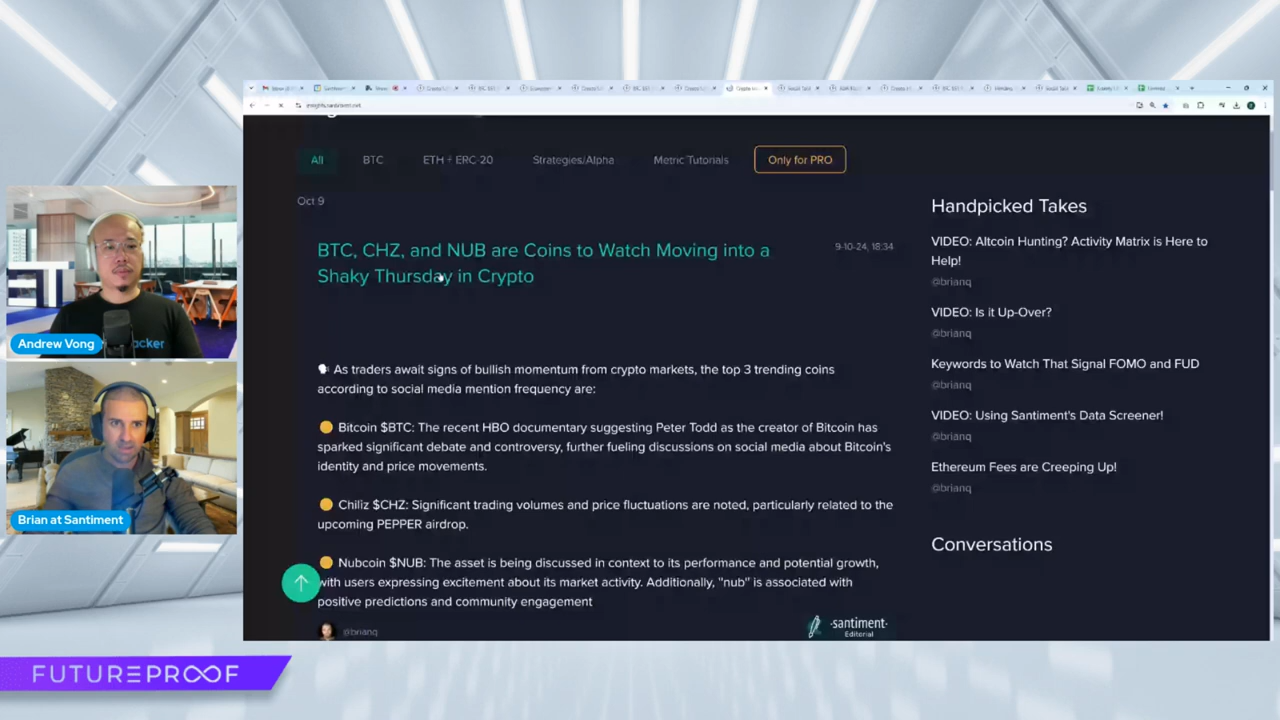 insights.santiment.net
All
BTC
ETH + ERC-20
Strategies/Alpha
Metric Tutorials
Only for PRO
Oct 9
BTC, CHZ, and NUB are Coins to Watch Moving into a
Shaky Thursday in Crypto
9-10-24, 18:34
As traders await signs of bullish momentum from crypto markets, the top 3 trending coins
according to social media mention frequency are:
Bitcoin $BTC: The recent HBO documentary suggesting Peter Todd as the creator of Bitcoin has
sparked significant debate and controversy, further fueling discussions on social media about Bitcoin's
identity and price movements.
Chiliz $CHZ: Significant trading volumes and price fluctuations are noted, particularly related to the
upcoming PEPPER airdrop.
Nubcoin $NUB: The asset is being discussed in context to its performance and potential growth,
with users expressing excitement about its market activity. Additionally, "nub" is associated with
positive predictions and community engagement
@brianq
·santiment·
Editorial
Handpicked Takes
VIDEO: Altcoin Hunting? Activity Matrix is Here to
Help!
@brianq
VIDEO: Is it Up-Over?
@brianq
Keywords to Watch That Signal FOMO and FUD
@brianq
VIDEO: Using Santiment's Data Screener!
@brianq
Ethereum Fees are Creeping Up!
@brianq
Conversations
Andrew Vong
Brian at Santiment
FUTUREPROOF